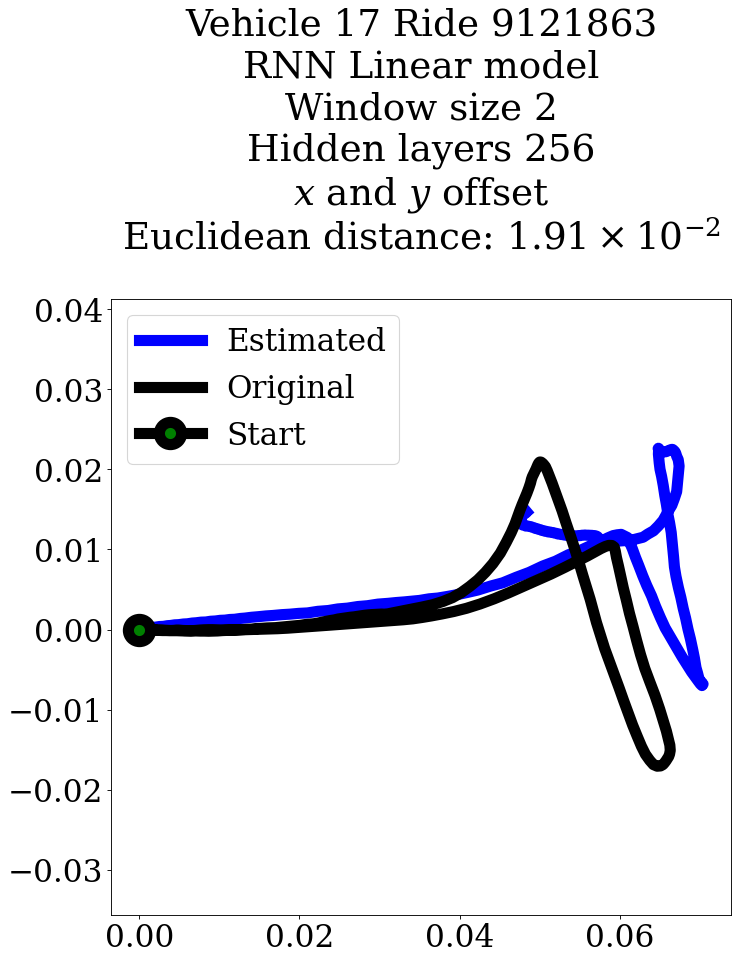 Vehicle 17 Ride 9121863
RNN Linear model
Window size 2
Hidden layers 256
x and y offset
Euclidean distance: 1.91 × 10⁻²
Estimated
Original
Start
0.04
0.03
0.02
0.01
0.00
−0.01
−0.02
−0.03
0.00 0.02 0.04 0.06